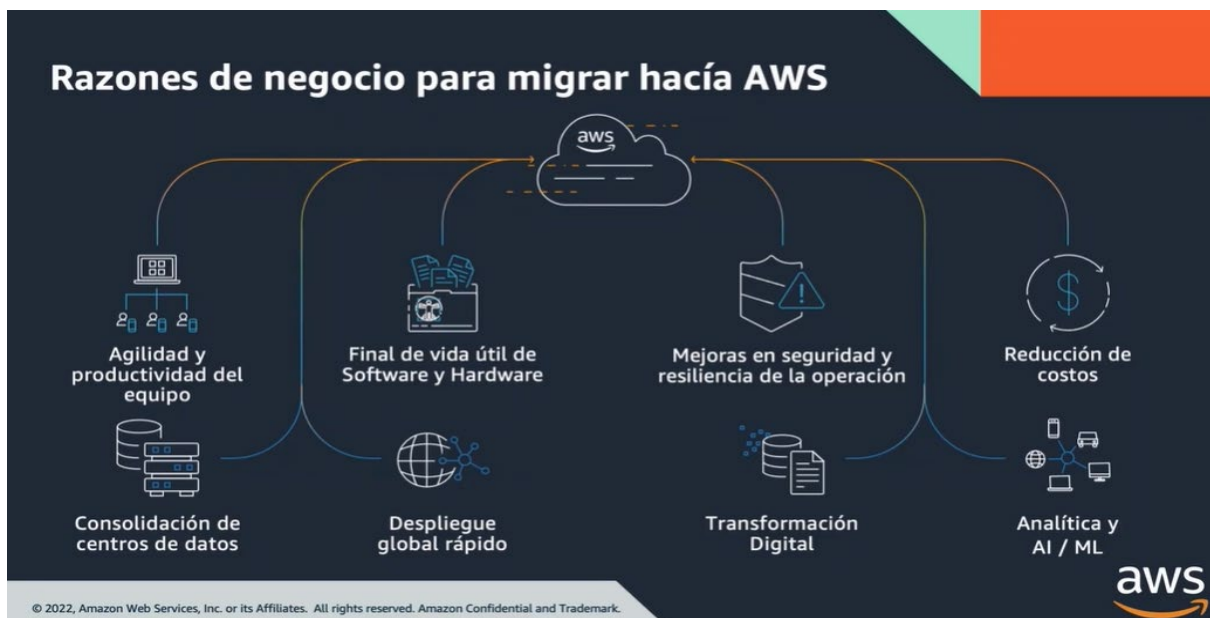 Razones de negocio para migrar hacía AWS
aws
Agilidad y
productividad del
equipo
Final de vida útil de
Software y Hardware
Mejoras en seguridad y
resiliencia de la operación
Reducción de
costos
Consolidación de
centros de datos
Despliegue
global rápido
Transformación
Digital
Analítica y
AI / ML
aws
© 2022, Amazon Web Services, Inc. or its Affiliates. All rights reserved. Amazon Confidential and Trademark.